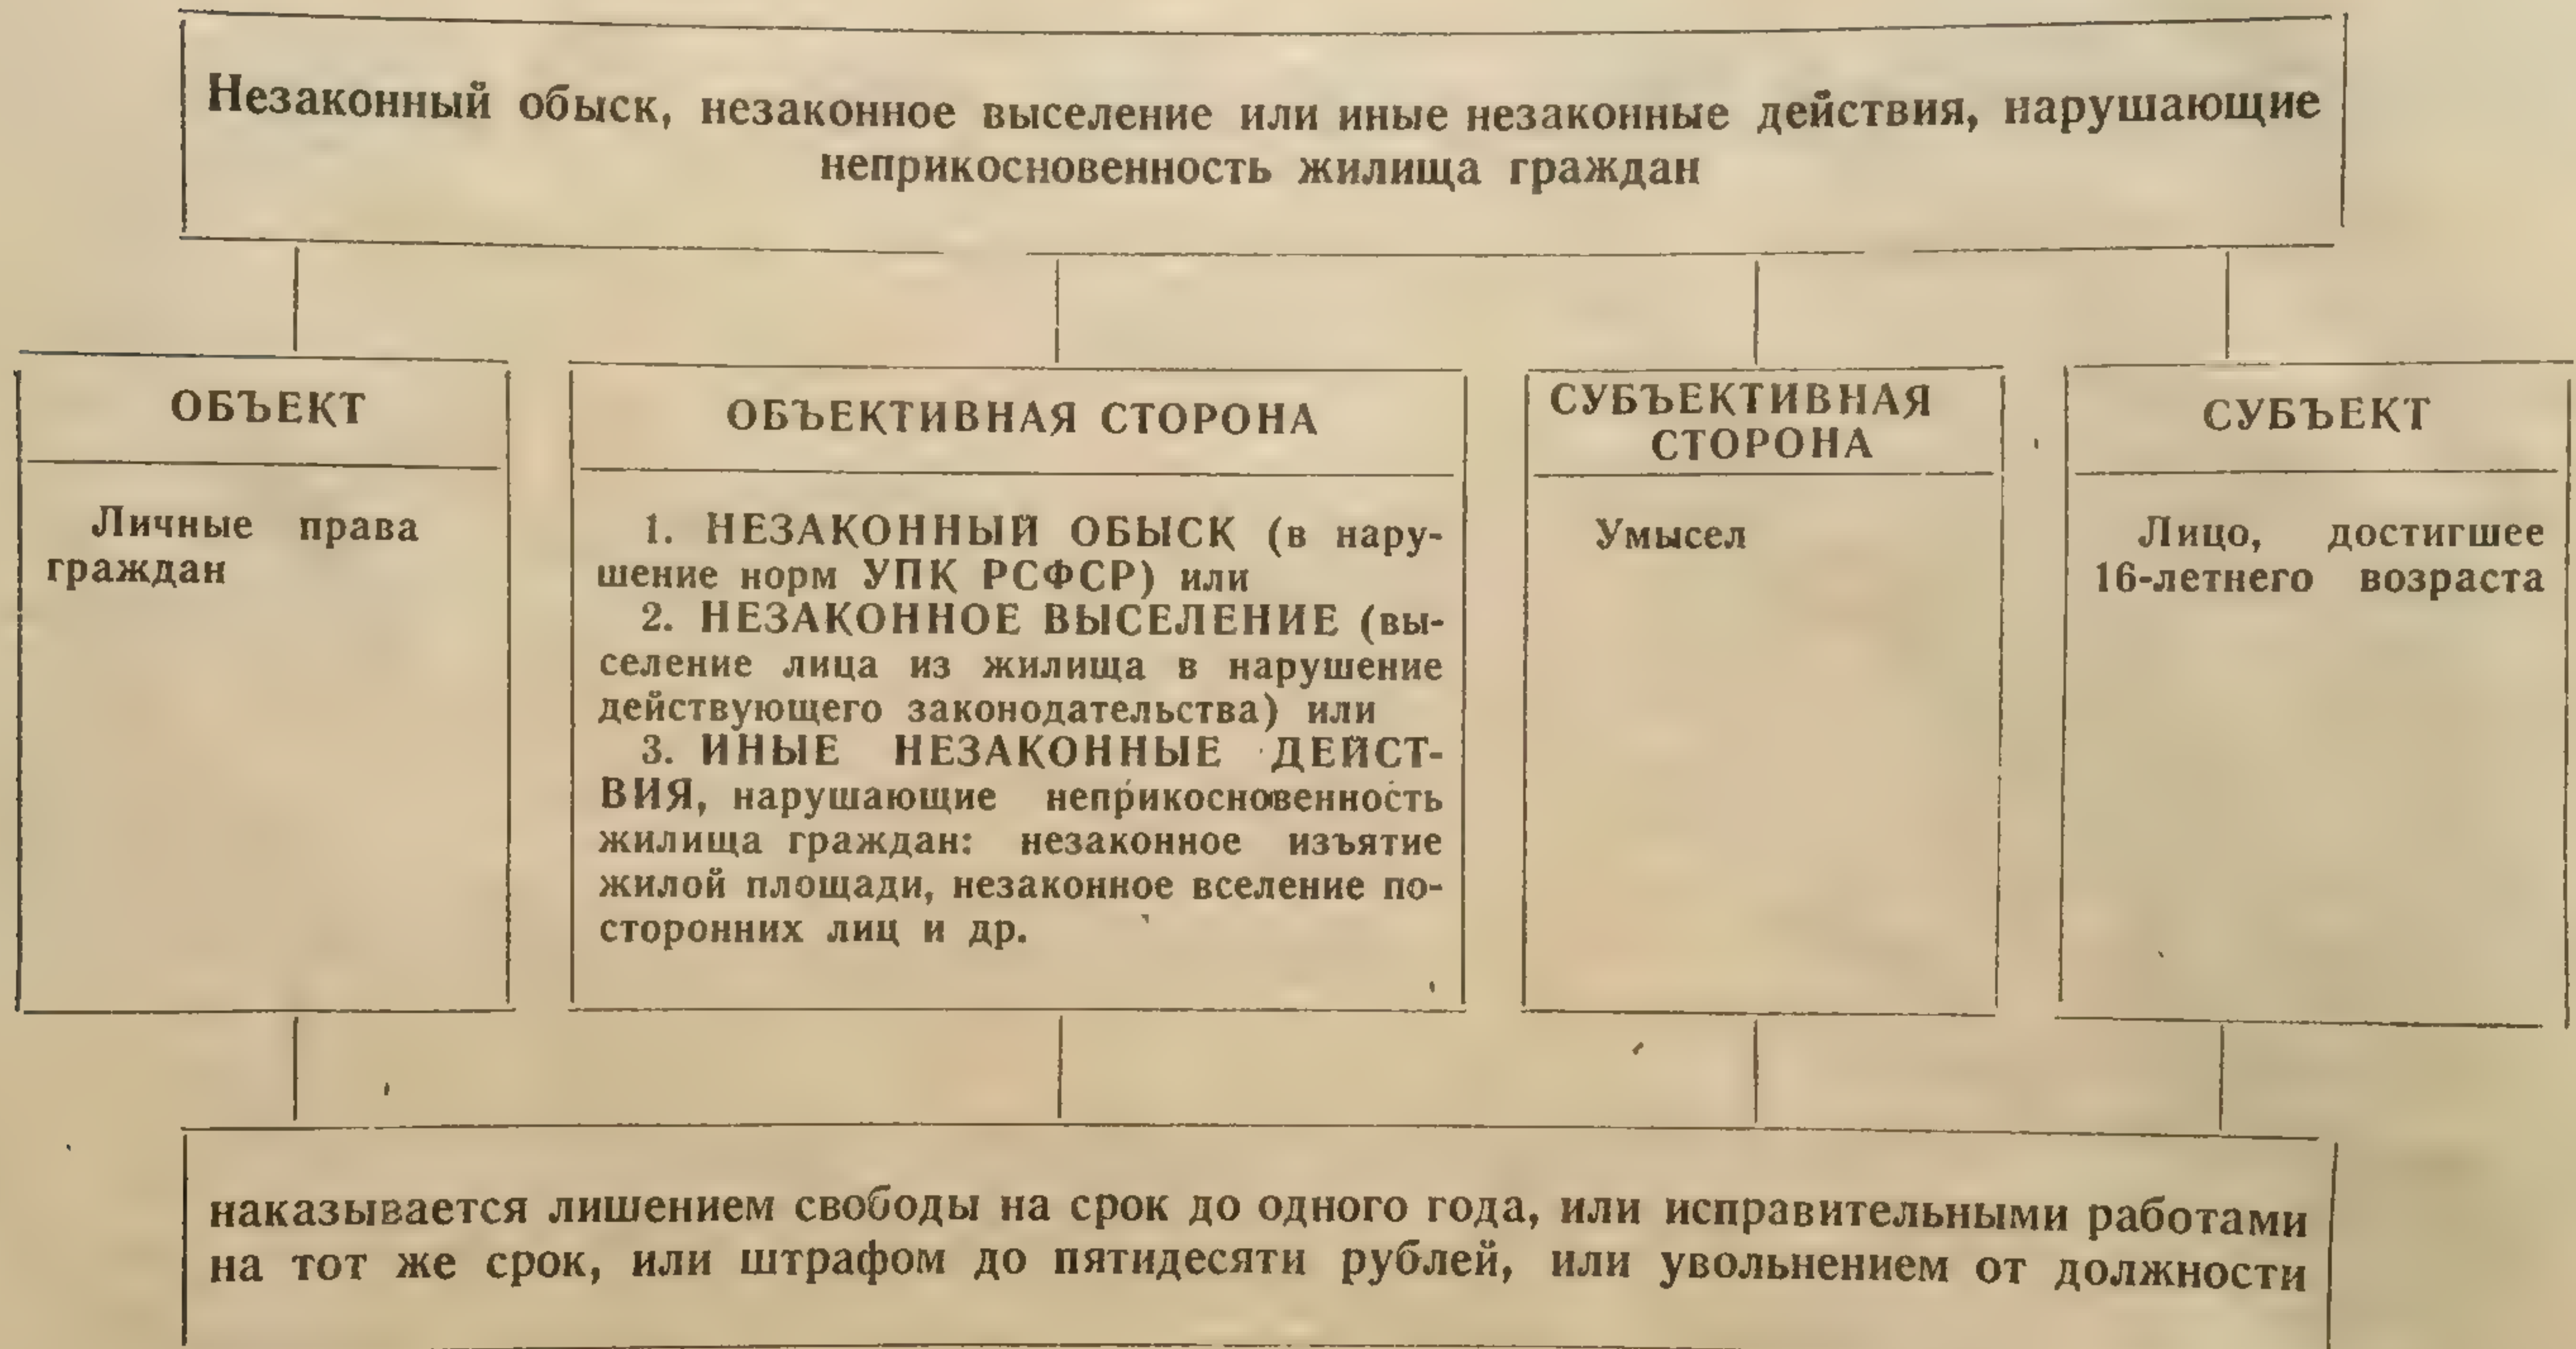 Незаконный обыск, незаконное выселение или иные незаконные действия, нарушающие
неприкосновенность жилища граждан
ОБЪЕКТ
Личные права
граждан
ОБЪЕКТИВНАЯ СТОРОНА
1. НЕЗАКОННЫЙ ОБЫСК (в нару-
шение норм УПК РСФСР) или
2. НЕЗАКОННОЕ ВЫСЕЛЕНИЕ (вы-
селение лица из жилища в нарушение
действующего законодательства) или
3. ИНЫЕ НЕЗАКОННЫЕ ДЕЙСТ-
ВИЯ, нарушающие неприкосновенность
жилища граждан: незаконное изъятие
жилой площади, незаконное вселение по-
сторонних лиц и др.
СУБЪЕКТИВНАЯ
СТОРОНА
Умысел
СУБЪЕКТ
Лицо, достигшее
16-летнего возраста
наказывается лишением свободы на срок до одного года, или исправительными работами
на тот же срок, или штрафом до пятидесяти рублей, или увольнением от должности